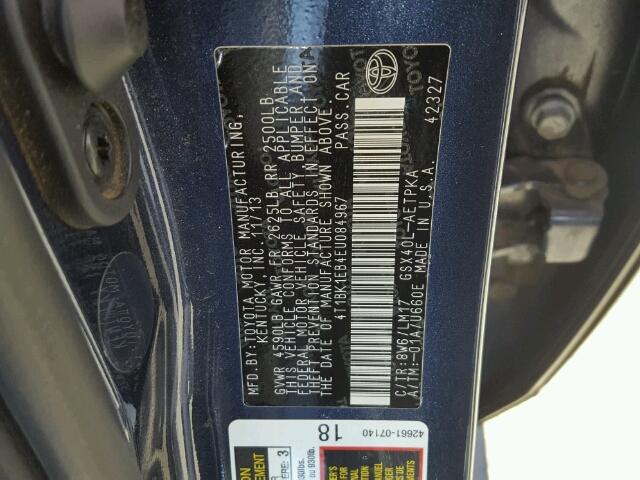 MFD.BY:TOYOTA MOTOR MANUFACTURING,
KENTUCKY, INC. 11/13
GVWR 4590LB GAWR FR 2625LB RR 2500LB
THIS VEHICLE CONFORMS TO ALL APPLICABLE
FEDERAL MOTOR VEHICLE SAFETY, BUMPER, AND
THEFT PREVENTION STANDARDS IN EFFECT ON
THE DATE OF MANUFACTURE SHOWN ABOVE.
4T1BK1EB4EU084967 PASS.CAR
C/TR:8W6/LM17 GSX40L-AETPKA
A/TM:-01A/U660E MADE IN U.S.A. 42327
TOYOTA
18
42661-07140